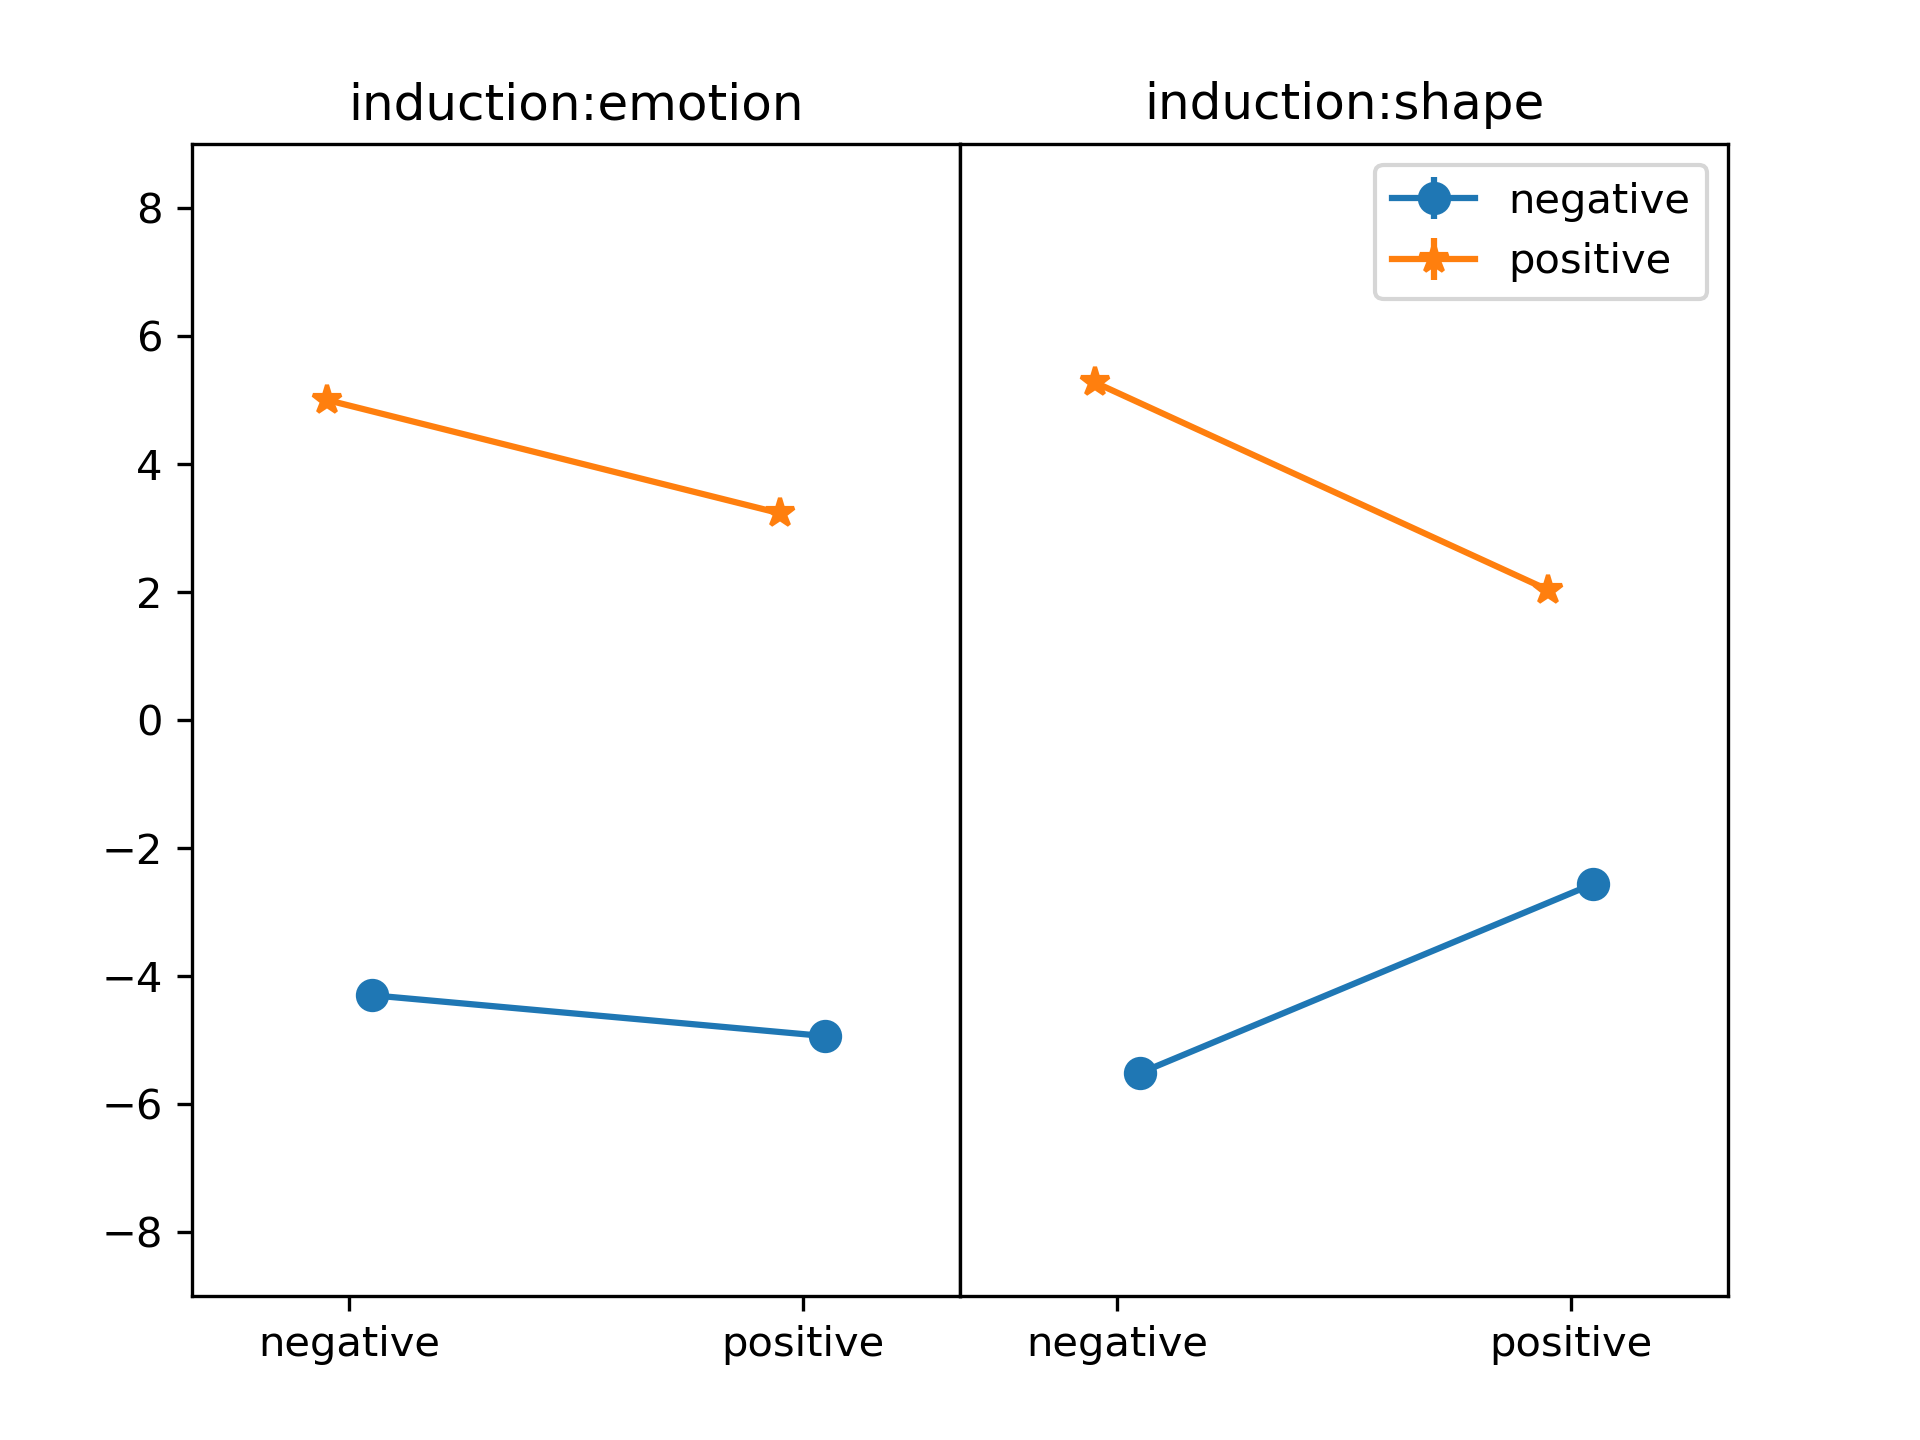 induction:emotion
induction:shape
negative
positive
8
6
4
2
0
−2
−4
−6
−8
negative
positive
negative
positive